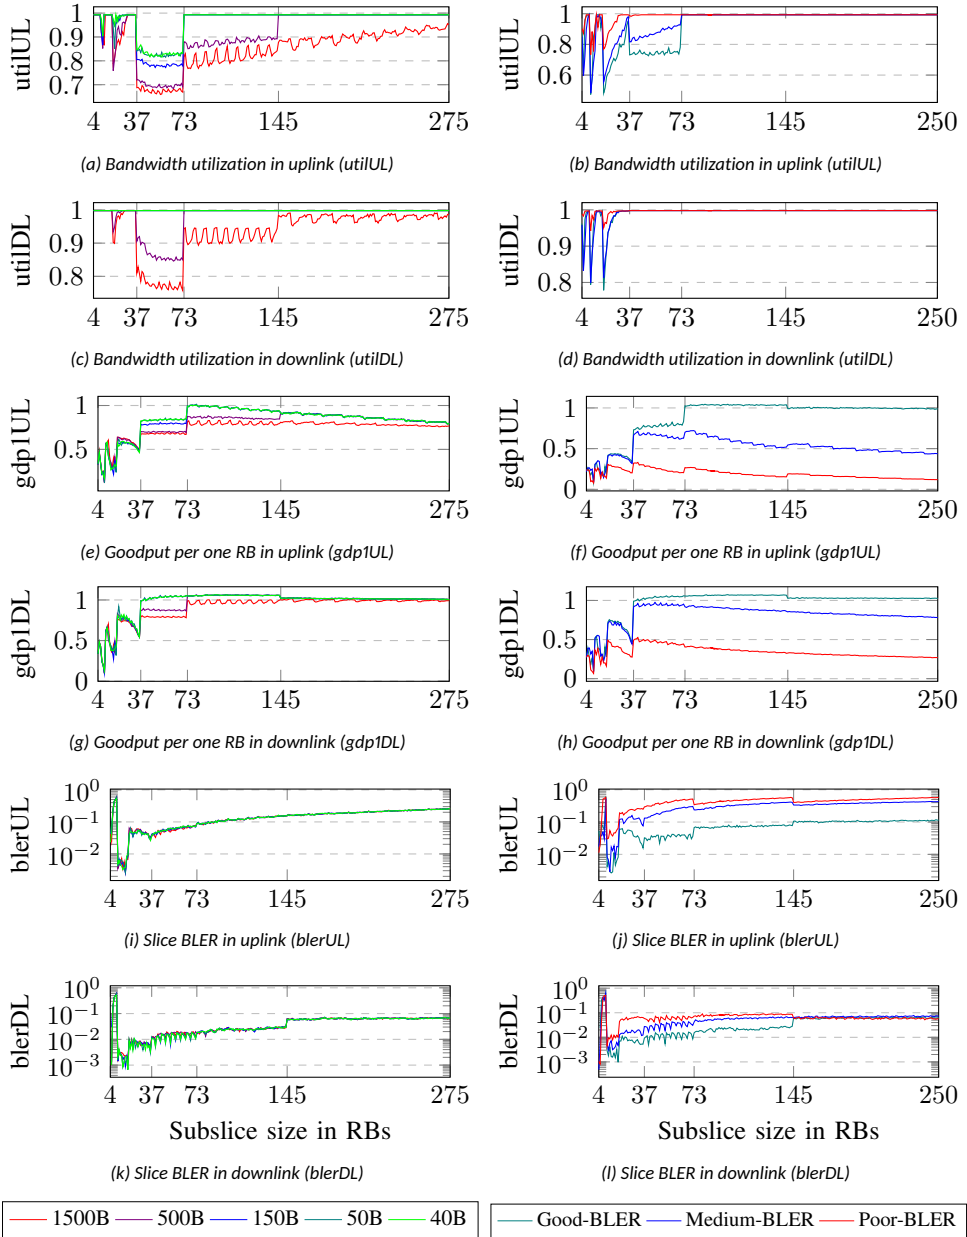 1
0.9
0.8
0.7
utilUL
4 37 73 145 275
(a) Bandwidth utilization in uplink (utilUL)
1
0.8
0.6
utilUL
4 37 73 145 250
(b) Bandwidth utilization in uplink (utilUL)
1
0.9
0.8
utilDL
4 37 73 145 275
(c) Bandwidth utilization in downlink (utilDL)
1
0.9
0.8
utilDL
4 37 73 145 250
(d) Bandwidth utilization in downlink (utilDL)
1
0.5
gdp1UL
4 37 73 145 275
(e) Goodput per one RB in uplink (gdp1UL)
1
0.5
0
gdp1UL
4 37 73 145 250
(f) Goodput per one RB in uplink (gdp1UL)
1
0.5
0
gdp1DL
4 37 73 145 275
(g) Goodput per one RB in downlink (gdp1DL)
1
0.5
0
gdp1DL
4 37 73 145 250
(h) Goodput per one RB in downlink (gdp1DL)
10⁰
10⁻¹
10⁻²
blerUL
4 37 73 145 275
(i) Slice BLER in uplink (blerUL)
10⁰
10⁻¹
10⁻²
blerUL
4 37 73 145 250
(j) Slice BLER in uplink (blerUL)
10⁰
10⁻¹
10⁻²
10⁻³
blerDL
4 37 73 145 275
Subslice size in RBs
(k) Slice BLER in downlink (blerDL)
10⁰
10⁻¹
10⁻²
10⁻³
blerDL
4 37 73 145 250
Subslice size in RBs
(l) Slice BLER in downlink (blerDL)
1500B 500B 150B 50B 40B
Good-BLER Medium-BLER Poor-BLER